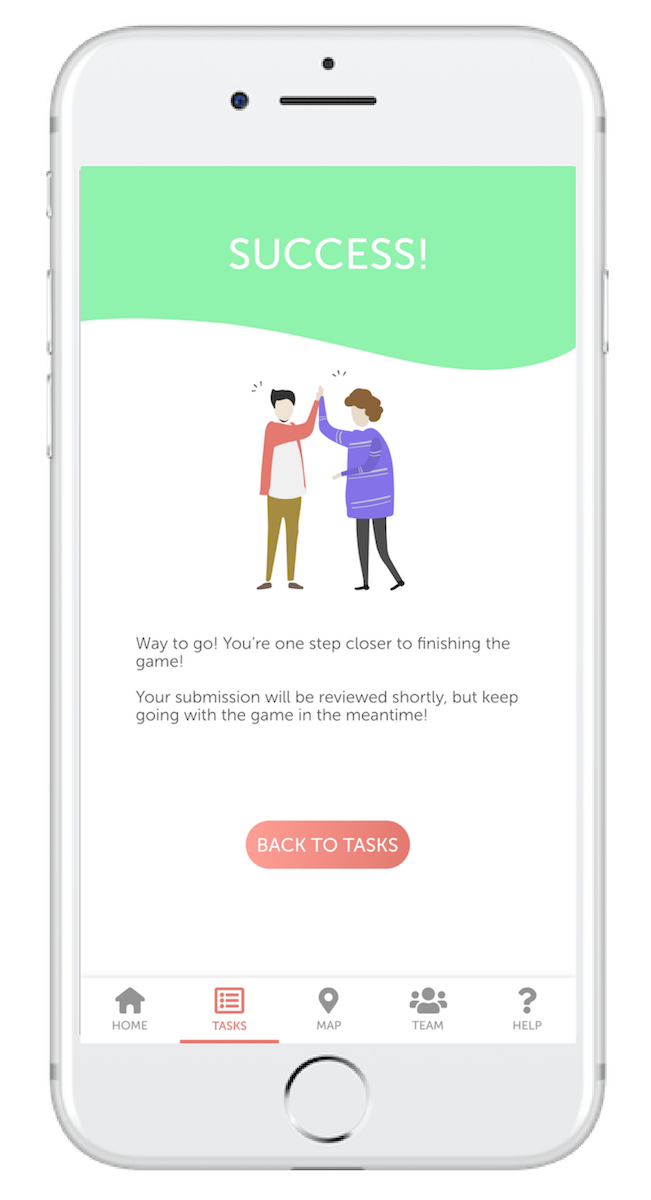 SUCCESS!
Way to go! You’re one step closer to finishing the
game!
Your submission will be reviewed shortly, but keep
going with the game in the meantime!
BACK TO TASKS
HOME
TASKS
MAP
TEAM
HELP